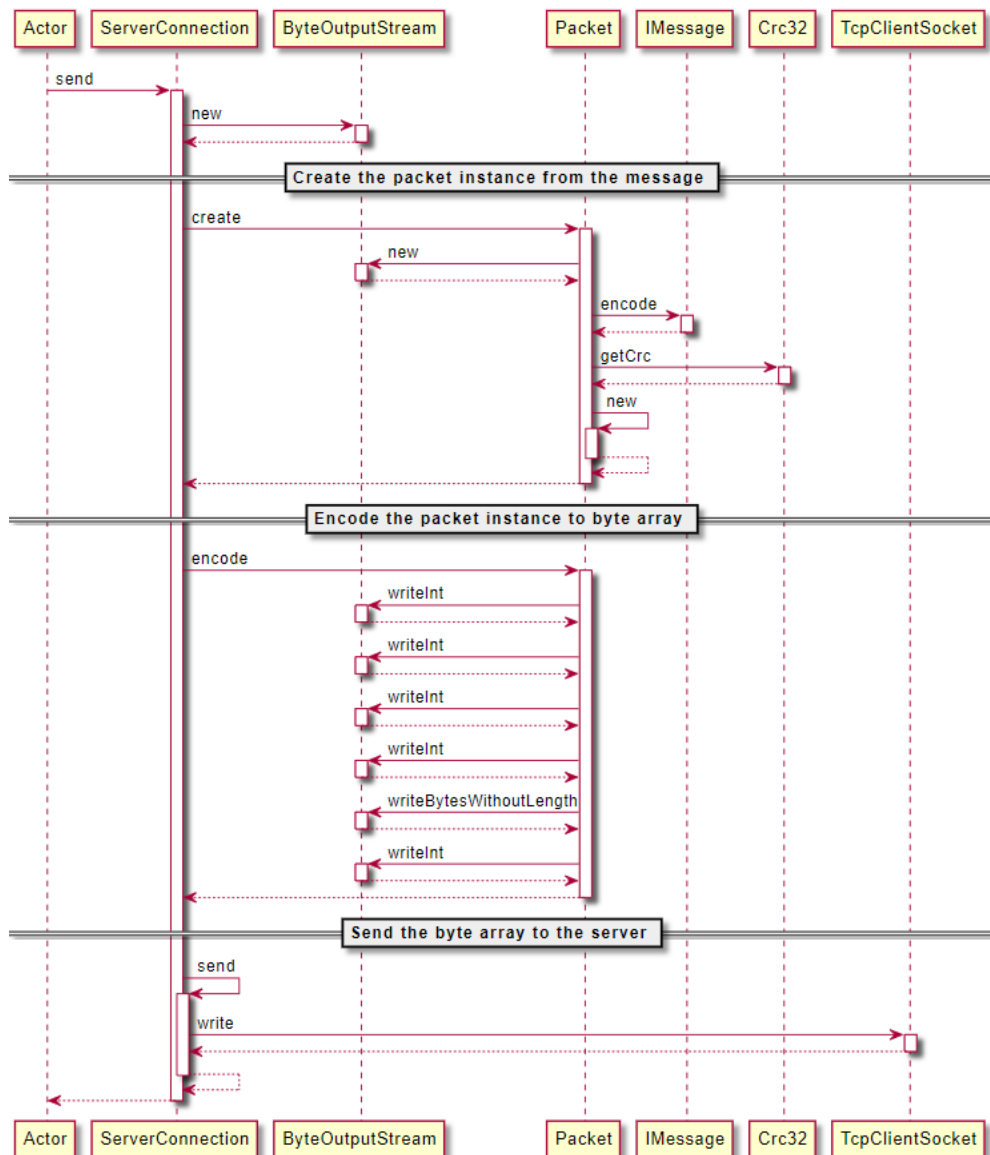 Actor ServerConnection ByteOutputStream Packet IMessage Crc32 TcpClientSocket
send
new
Create the packet instance from the message
create
new
encode
getCrc
new
Encode the packet instance to byte array
encode
writeInt
writeInt
writeInt
writeInt
writeBytesWithoutLength
writeInt
Send the byte array to the server
send
write
Actor ServerConnection ByteOutputStream Packet IMessage Crc32 TcpClientSocket